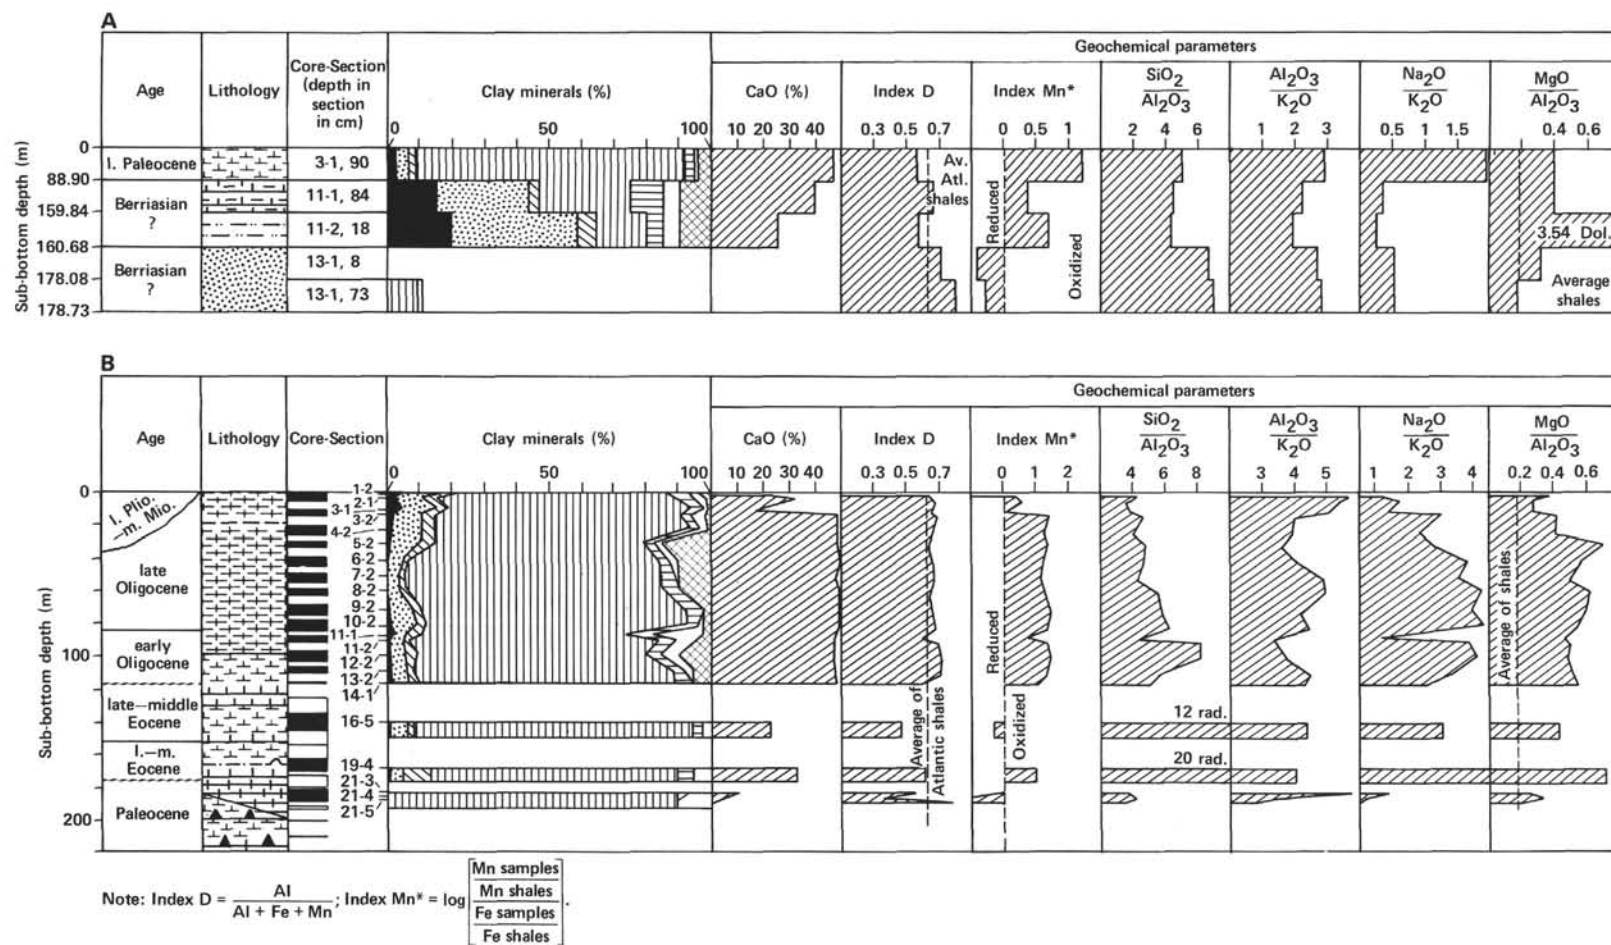 A
Geochemical parameters
Age
Lithology
Core-Section
(depth in
section
in cm)
Clay minerals (%)
CaO (%)
Index D
Index Mn*
SiO2
Al2O3
Al2O3
K2O
Na2O
K2O
MgO
Al2O3
0 50 100
10 20 30 40
0.3 0.5 0.7
0 0.5 1
2 4 6
1 2 3
0.5 1 1.5
0.4 0.6
Sub-bottom depth (m)
0
88.90
159.84
160.68
178.08
178.73
l. Paleocene
Berriasian
?
Berriasian
?
3-1, 90
11-1, 84
11-2, 18
13-1, 8
13-1, 73
Av.
Atl.
shales
Reduced
Oxidized
3.54 Dol.
Average
shales
B
Geochemical parameters
Age
Lithology
Core-Section
Clay minerals (%)
CaO (%)
Index D
Index Mn*
SiO2
Al2O3
Al2O3
K2O
Na2O
K2O
MgO
Al2O3
0 50 100
10 20 30 40
0.3 0.5 0.7
0 1 2
4 6 8
3 4 5
1 2 3 4
0.2 0.4 0.6
Sub-bottom depth (m)
0
100
200
l. Plio.
—m. Mio.
late
Oligocene
early
Oligocene
late—middle
Eocene
l.—m.
Eocene
Paleocene
1-2
2-1
3-1
3-2
4-2
5-2
6-2
7-2
8-2
9-2
10-2
11-1
11-2
12-2
13-2
14-1
16-5
19-4
21-3
21-4
21-5
Average of
Atlantic shales
Reduced
Oxidized
12 rad.
20 rad.
Average of shales
Note: Index D = Al / Al + Fe + Mn ; Index Mn* = log [ Mn samples
Mn shales
Fe samples
Fe shales ] .